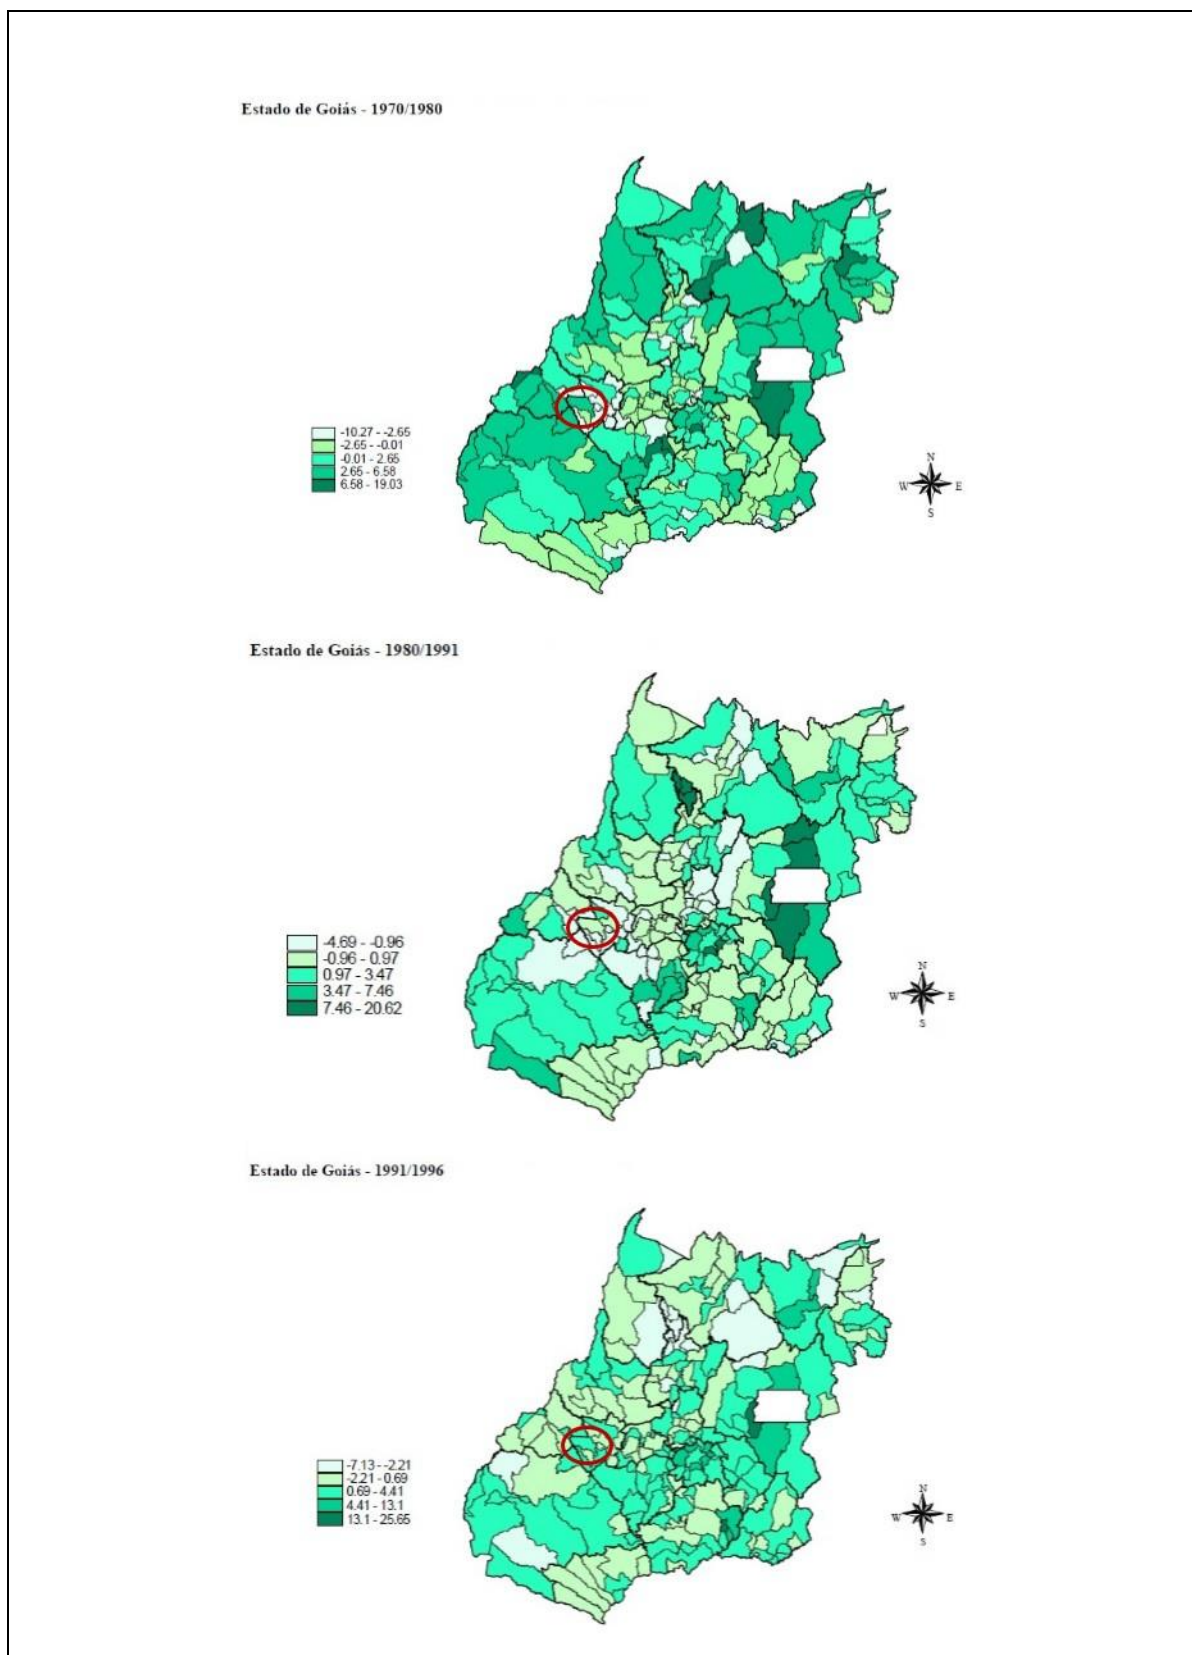 Estado de Goiás - 1970/1980
-10.27 - -2.65
-2.65 - -0.01
-0.01 - 2.65
2.65 - 6.58
6.58 - 19.03
N
W E
S
Estado de Goiás - 1980/1991
-4.69 - -0.96
-0.96 - 0.97
0.97 - 3.47
3.47 - 7.46
7.46 - 20.62
N
W E
S
Estado de Goiás - 1991/1996
-7.13 - -2.21
-2.21 - 0.69
0.69 - 4.41
4.41 - 13.1
13.1 - 25.65
N
W E
S